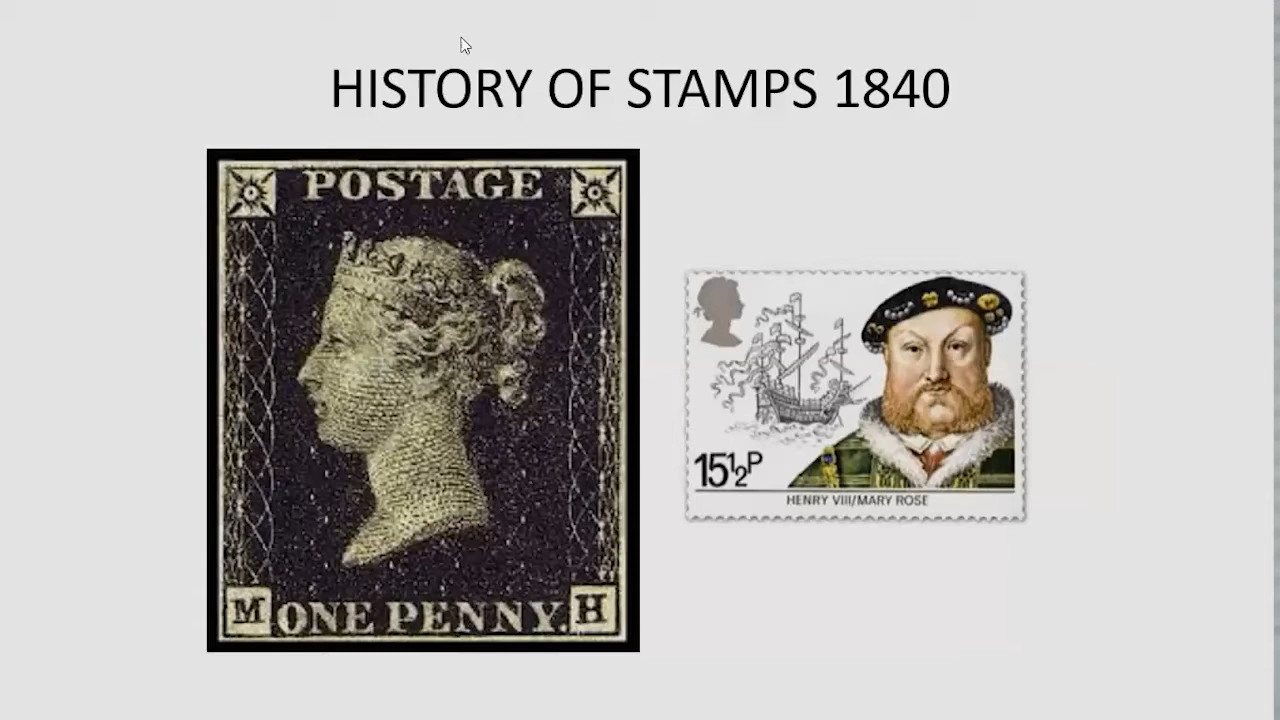 HISTORY OF STAMPS 1840
POSTAGE
M ONE PENNY. H
15½P
HENRY VIII/MARY ROSE